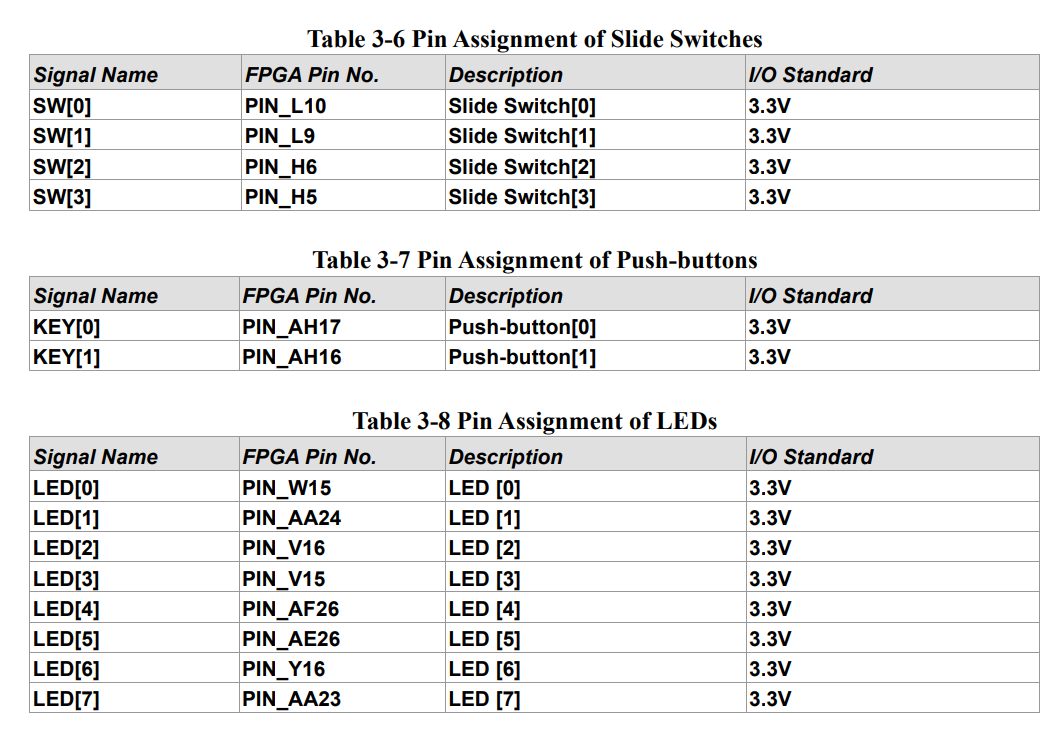 Table 3-6 Pin Assignment of Slide Switches
Signal Name FPGA Pin No. Description I/O Standard
SW[0] PIN_L10 Slide Switch[0] 3.3V
SW[1] PIN_L9 Slide Switch[1] 3.3V
SW[2] PIN_H6 Slide Switch[2] 3.3V
SW[3] PIN_H5 Slide Switch[3] 3.3V
Table 3-7 Pin Assignment of Push-buttons
Signal Name FPGA Pin No. Description I/O Standard
KEY[0] PIN_AH17 Push-button[0] 3.3V
KEY[1] PIN_AH16 Push-button[1] 3.3V
Table 3-8 Pin Assignment of LEDs
Signal Name FPGA Pin No. Description I/O Standard
LED[0] PIN_W15 LED [0] 3.3V
LED[1] PIN_AA24 LED [1] 3.3V
LED[2] PIN_V16 LED [2] 3.3V
LED[3] PIN_V15 LED [3] 3.3V
LED[4] PIN_AF26 LED [4] 3.3V
LED[5] PIN_AE26 LED [5] 3.3V
LED[6] PIN_Y16 LED [6] 3.3V
LED[7] PIN_AA23 LED [7] 3.3V